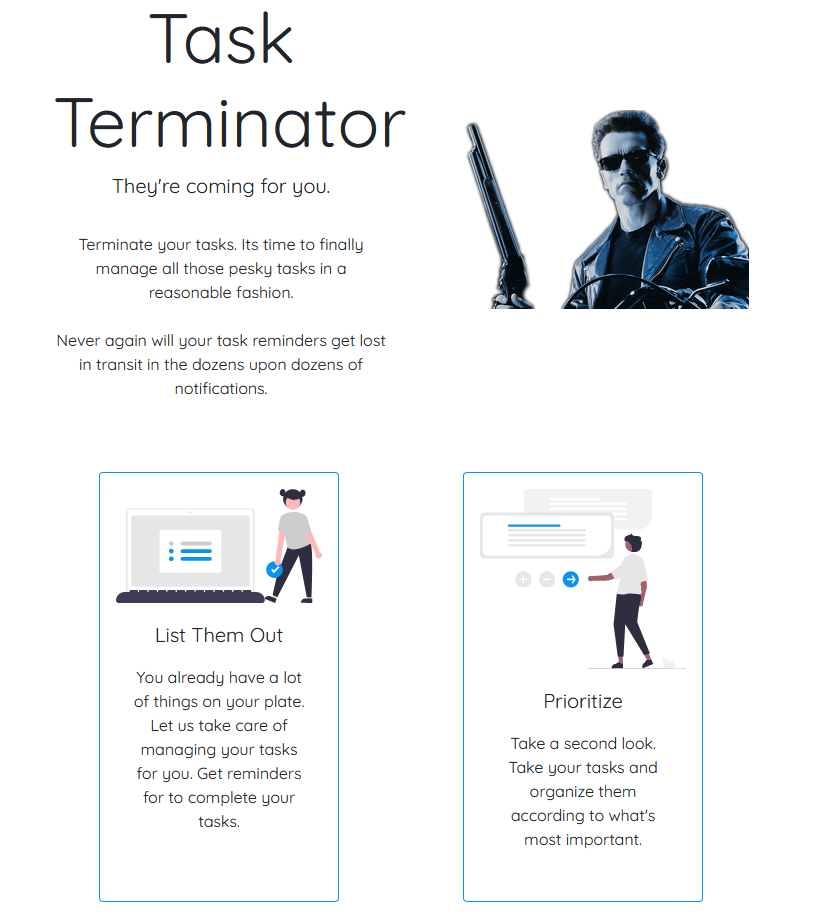 Task
Terminator
They're coming for you.
Terminate your tasks. Its time to finally
manage all those pesky tasks in a
reasonable fashion.
Never again will your task reminders get lost
in transit in the dozens upon dozens of
notifications.
List Them Out
You already have a lot
of things on your plate.
Let us take care of
managing your tasks
for you. Get reminders
for to complete your
tasks.
Prioritize
Take a second look.
Take your tasks and
organize them
according to what's
most important.